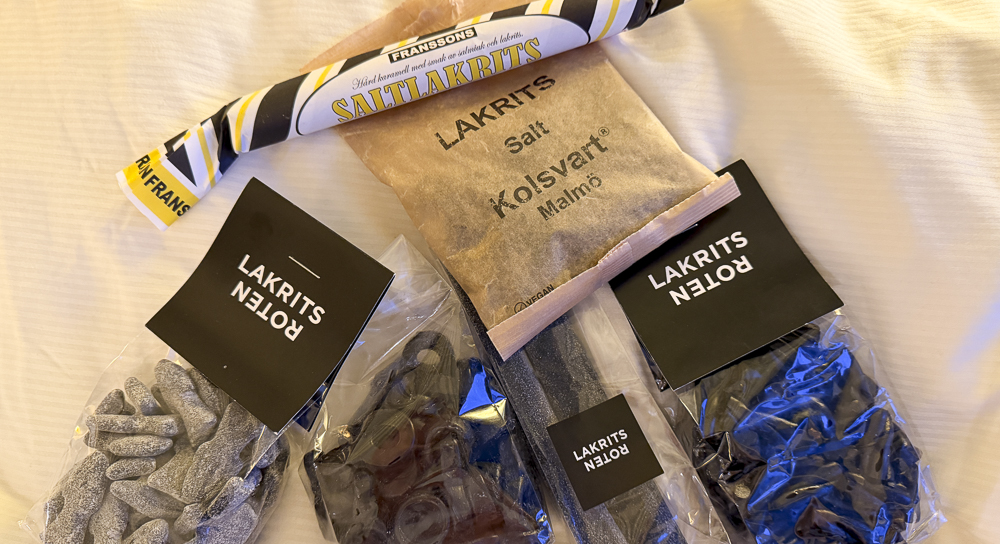 FRANSSONS
Hård karamell med smak av salmiak och lakrits.
SALTLAKRITS
FRANS
LAKRITS
Salt
Kolsvart®
Malmö
VEGAN
LAKRITS
ROTEN
LAKRITS
ROTEN
LAKRITS
ROTEN